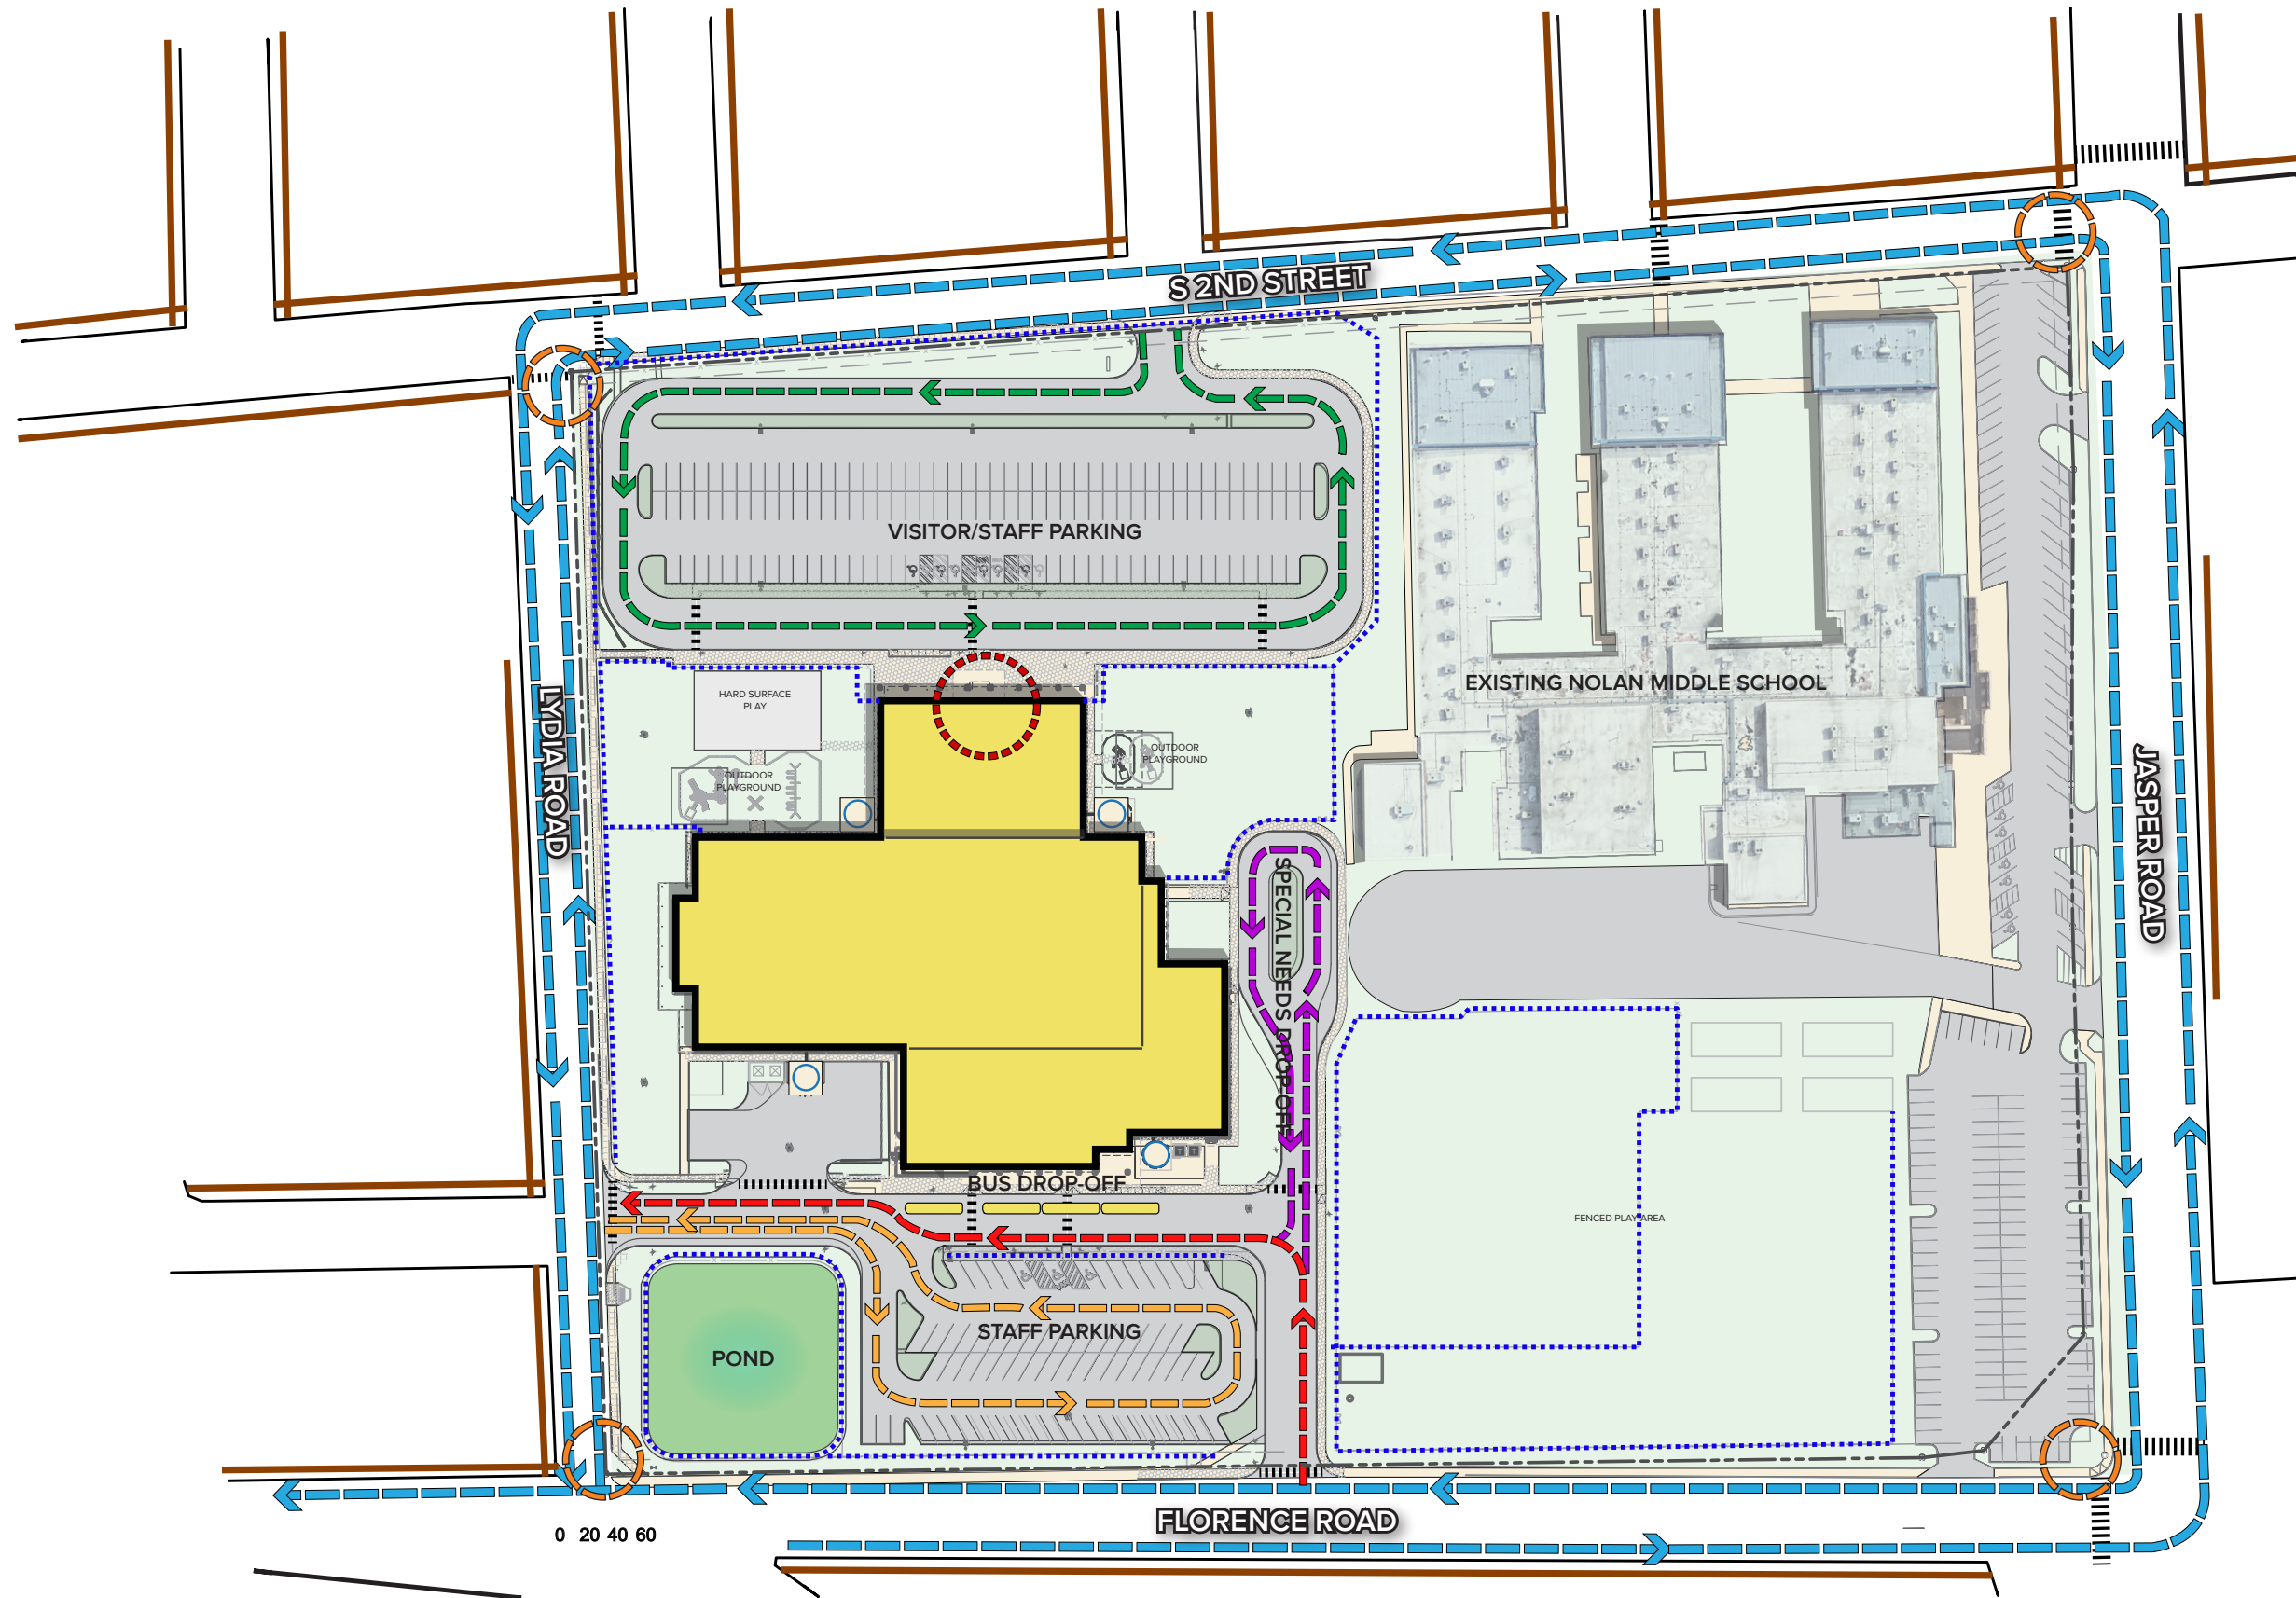 S 2ND STREET
VISITOR/STAFF PARKING
EXISTING NOLAN MIDDLE SCHOOL
HARD SURFACE
PLAY
OUTDOOR
PLAYGROUND
OUTDOOR
PLAYGROUND
LYDIA ROAD
JASPER ROAD
SPECIAL NEEDS DROP-OFF
BUS DROP-OFF
FENCED PLAY AREA
STAFF PARKING
POND
FLORENCE ROAD
0 20 40 60